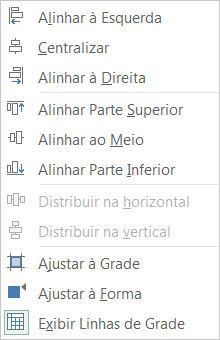 Alinhar à Esquerda
Centralizar
Alinhar à Direita
Alinhar Parte Superior
Alinhar ao Meio
Alinhar Parte Inferior
Distribuir na horizontal
Distribuir na vertical
Ajustar à Grade
Ajustar à Forma
Exibir Linhas de Grade